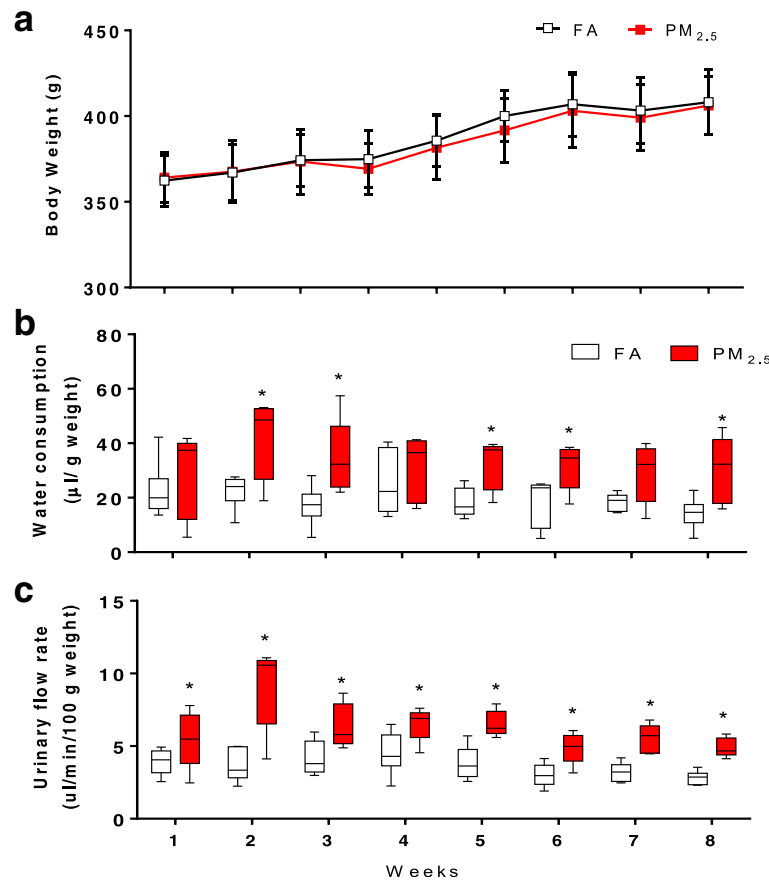 a
FA PM2.5
450
400
350
300
Body Weight (g)
b
FA PM2.5
80
60
40
20
0
Water consumption
(μl/ g weight)
* * * * *
c
15
10
5
0
Urinary flow rate
(ul/min/100 g weight)
* * * * * * * *
1 2 3 4 5 6 7 8
Weeks